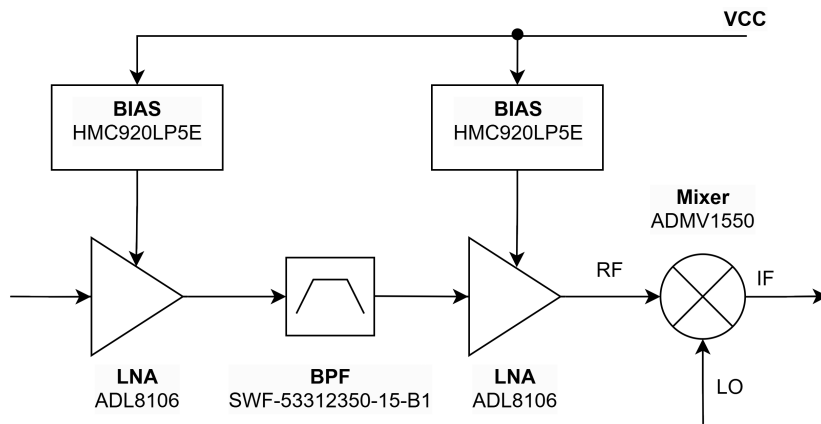 VCC
BIAS
HMC920LP5E
BIAS
HMC920LP5E
Mixer
ADMV1550
RF
IF
LO
LNA
ADL8106
BPF
SWF-53312350-15-B1
LNA
ADL8106